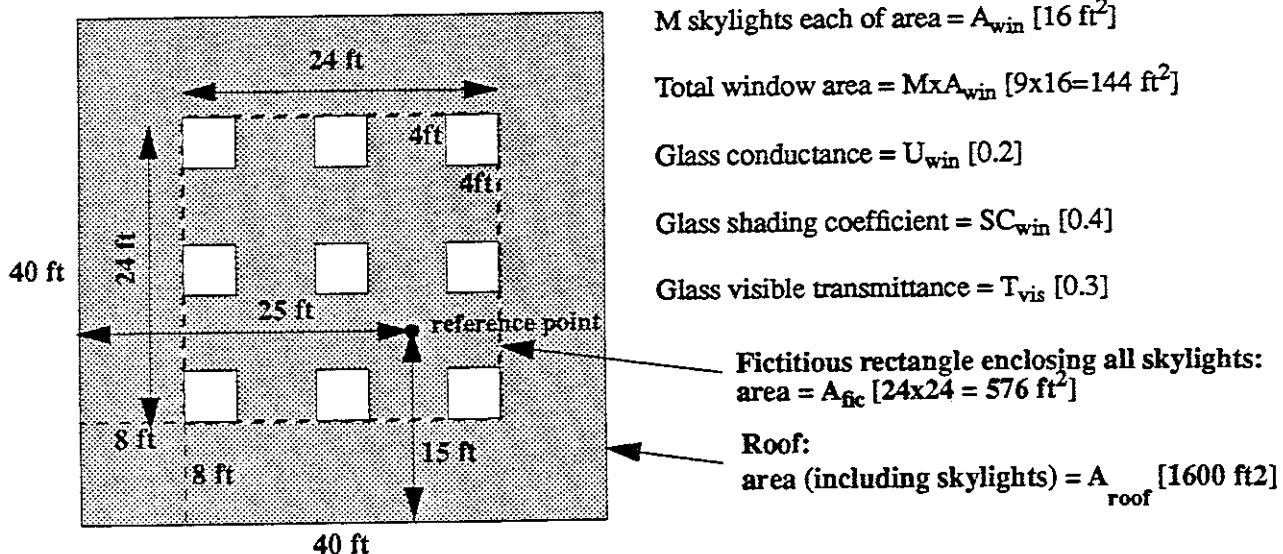 M skylights each of area = A_win [16 ft²]
24 ft
Total window area = MxA_win [9x16=144 ft²]
4ft
Glass conductance = U_win [0.2]
4ft
Glass shading coefficient = SC_win [0.4]
24 ft
40 ft
Glass visible transmittance = T_vis [0.3]
25 ft
reference point
Fictitious rectangle enclosing all skylights:
area = A_fic [24x24 = 576 ft²]
8 ft
15 ft
Roof:
8 ft
area (including skylights) = A_roof [1600 ft2]
40 ft